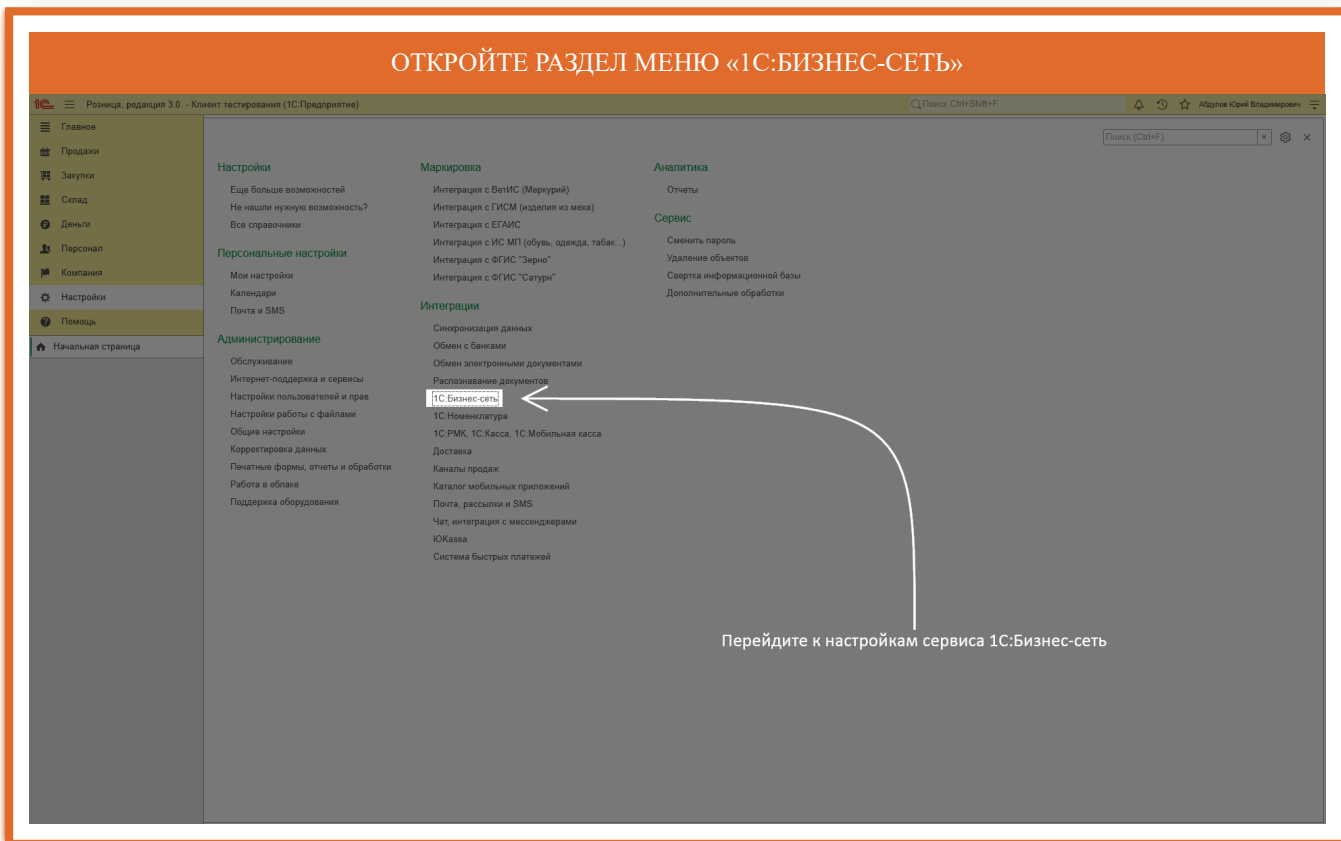 ОТКРОЙТЕ РАЗДЕЛ МЕНЮ «1С:БИЗНЕС-СЕТЬ»
1С Розница, редакция 3.0 - Клиент тестирования (1С:Предприятие)
Поиск Ctrl+Shift+F
Абдулов Юрий Владимирович
Главное
Продажи
Закупки
Склад
Деньги
Персонал
Компания
Настройки
Помощь
Начальная страница
Поиск (Ctrl+F)
Настройки
Еще больше возможностей
Не нашли нужную возможность?
Все справочники
Персональные настройки
Мои настройки
Календари
Почта и SMS
Администрирование
Обслуживание
Интернет-поддержка и сервисы
Настройки пользователей и прав
Настройки работы с файлами
Общие настройки
Корректировка данных
Печатные формы, отчеты и обработки
Работа в облаке
Поддержка оборудования
Маркировка
Интеграция с ВетИС (Меркурий)
Интеграция с ГИСМ (изделия из меха)
Интеграция с ЕГАИС
Интеграция с ИС МП (обувь, одежда, табак...)
Интеграция с ФГИС "Зерно"
Интеграция с ФГИС "Сатурн"
Интеграции
Синхронизация данных
Обмен с банками
Обмен электронными документами
Распознавание документов
1С:Бизнес-сеть
1С:Номенклатура
1С:РМК, 1С:Касса, 1С:Мобильная касса
Доставка
Каналы продаж
Каталог мобильных приложений
Почта, рассылки и SMS
Чат, интеграция с мессенджерами
ЮKassa
Система быстрых платежей
Аналитика
Отчеты
Сервис
Сменить пароль
Удаление объектов
Свертка информационной базы
Дополнительные обработки
Перейдите к настройкам сервиса 1С:Бизнес-сеть